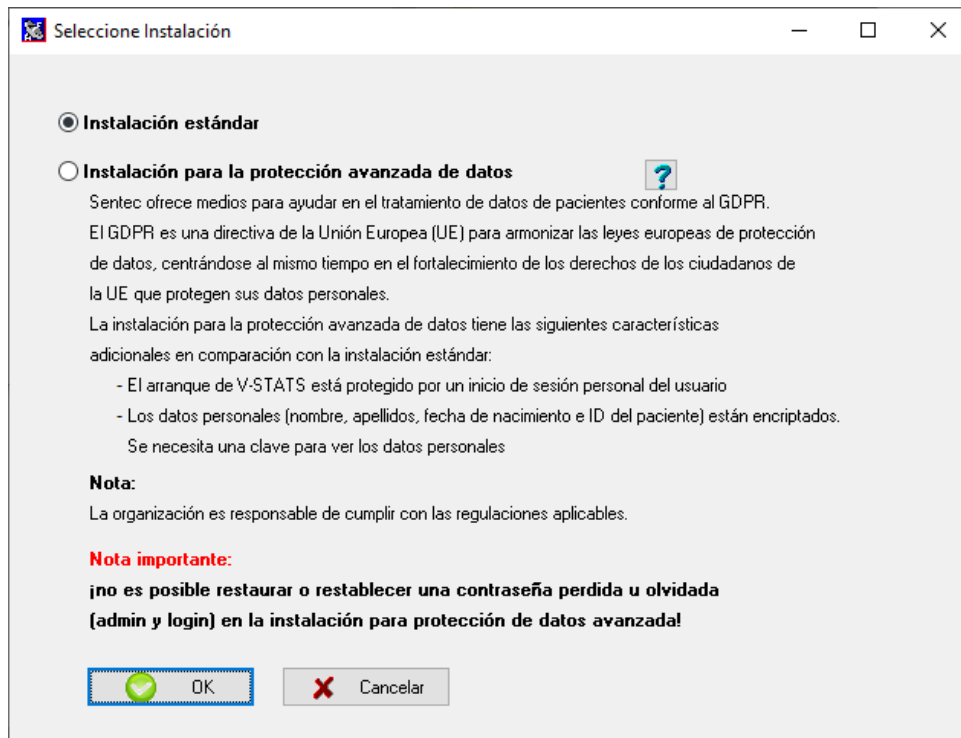 Seleccione Instalación
Instalación estándar
Instalación para la protección avanzada de datos
?
Sentec ofrece medios para ayudar en el tratamiento de datos de pacientes conforme al GDPR.
El GDPR es una directiva de la Unión Europea (UE) para armonizar las leyes europeas de protección
de datos, centrándose al mismo tiempo en el fortalecimiento de los derechos de los ciudadanos de
la UE que protegen sus datos personales.
La instalación para la protección avanzada de datos tiene las siguientes características
adicionales en comparación con la instalación estándar:
- El arranque de V-STATS está protegido por un inicio de sesión personal del usuario
- Los datos personales (nombre, apellidos, fecha de nacimiento e ID del paciente) están encriptados.
Se necesita una clave para ver los datos personales
Nota:
La organización es responsable de cumplir con las regulaciones aplicables.
Nota importante:
¡no es posible restaurar o restablecer una contraseña perdida u olvidada
(admin y login) en la instalación para protección de datos avanzada!
OK
Cancelar